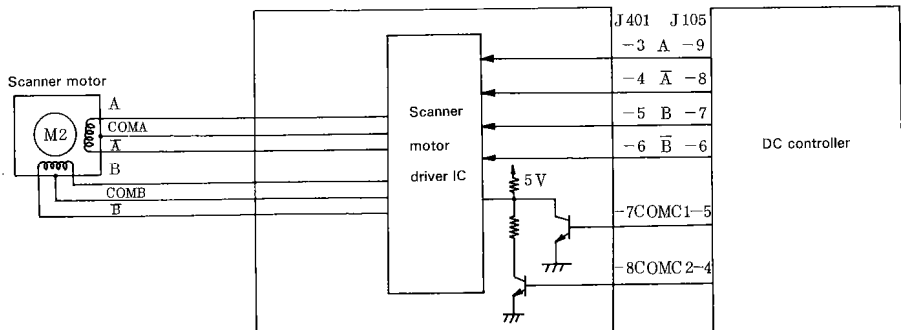 J401 J105
-3 A -9
-4 A̅ -8
-5 B -7
-6 B̅ -6
Scanner motor
M2
A
COMA
A̅
B
COMB
B̅
Scanner
motor
driver IC
5V
DC controller
-7COMC1-5
-8COMC2-4